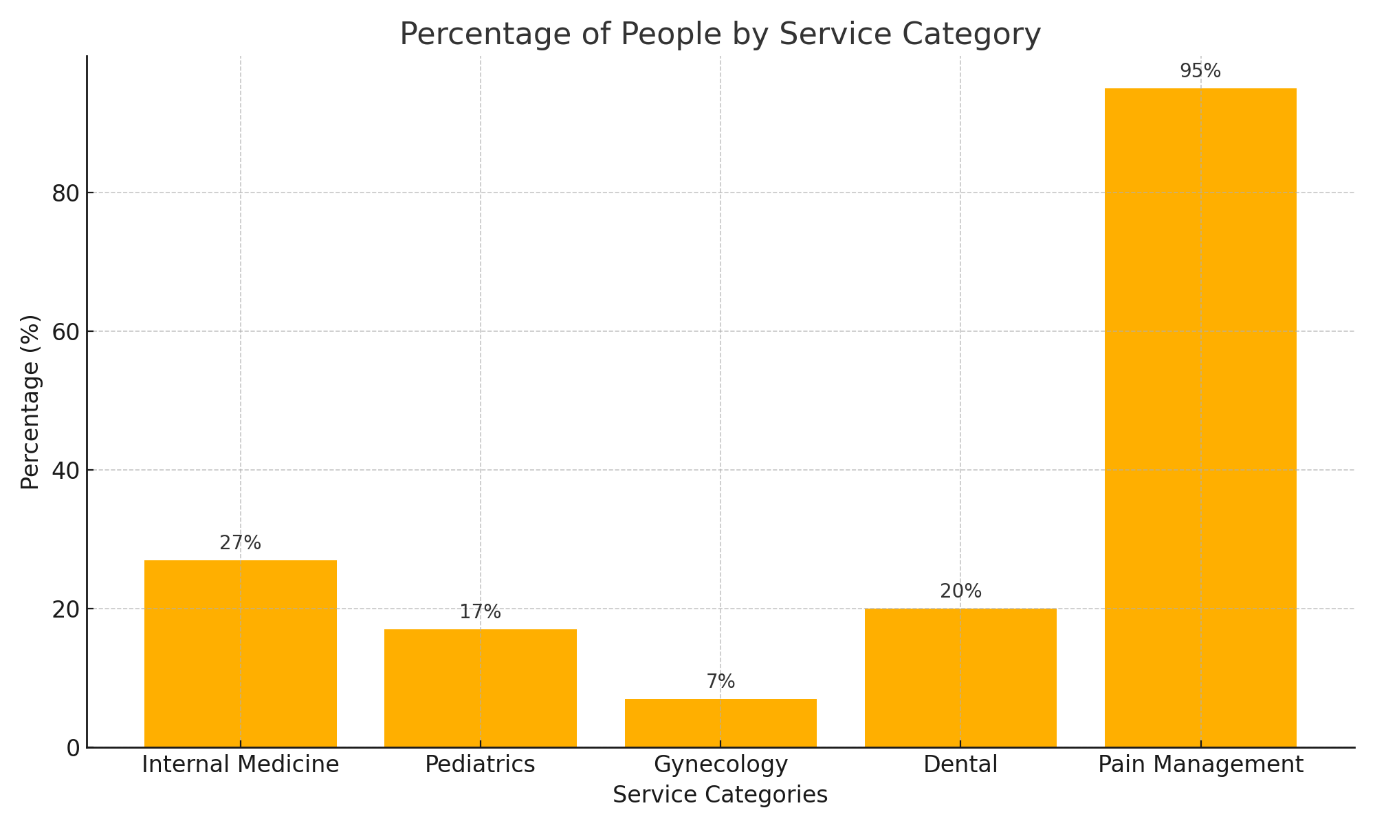 Percentage of People by Service Category
95%
80
60
Percentage (%)
40
27%
20%
20
17%
7%
0
Internal Medicine Pediatrics Gynecology Dental Pain Management
Service Categories